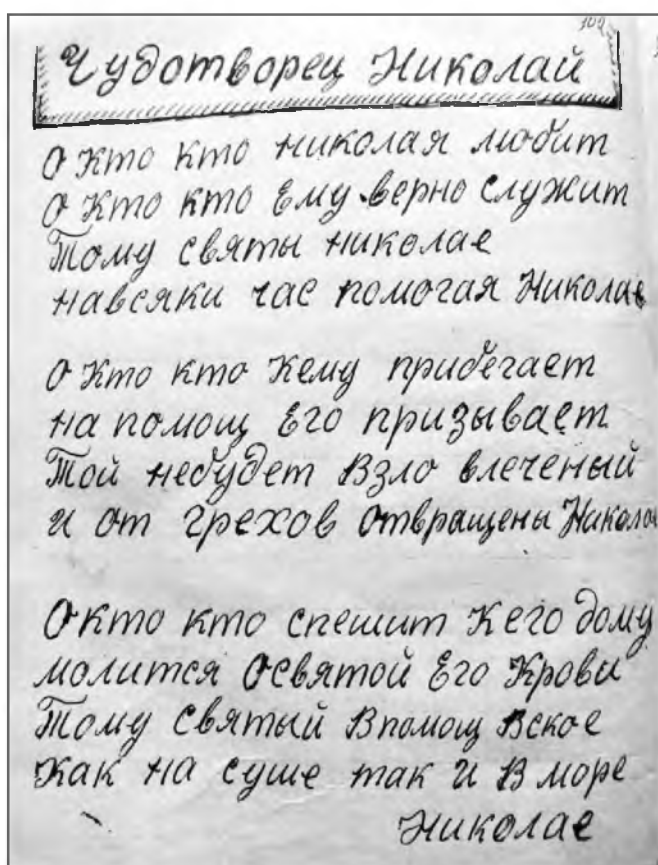 109
Чудотворец Николай
О Кто кто николая любит
О Кто кто Ему верно служит
Тому святы николае
навсяки час помогая Николае
О Кто кто Кему прибегает
на помощ Его призывает
Той небудет Взло влеченый
и от грехов отвращены
О кто кто спешит Кего дому
молится Освятой Его Крови
Тому святый Впомощ Вское
Как на суше так и В море
Николае